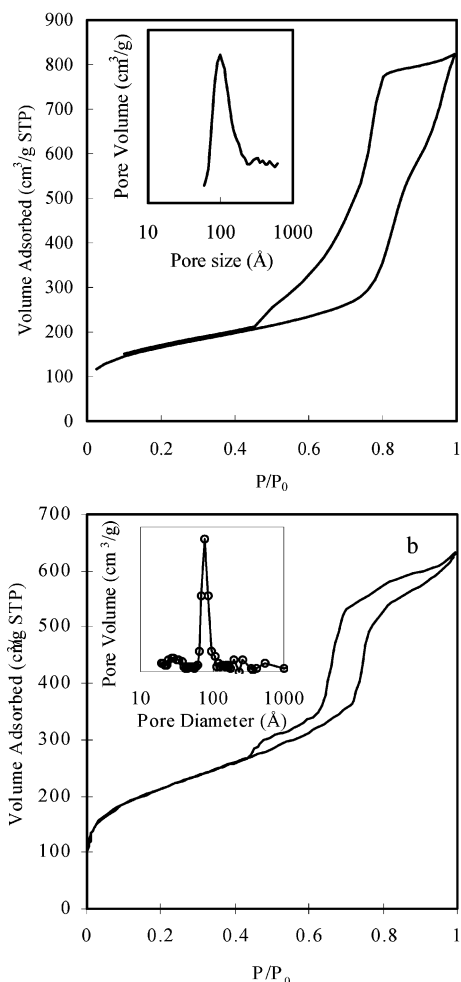 900
800
700
600
500
400
300
200
100
0
Volume Adsorbed (cm³/g STP)
Pore Volume (cm³/g)
10 100 1000
Pore size (Å)
0 0.2 0.4 0.6 0.8 1
P/P₀
700
600
500
400
300
200
100
0
b
Pore Volume (cm³/g)
10 100 1000
Pore Diameter (Å)
0 0.2 0.4 0.6 0.8 1
P/P₀